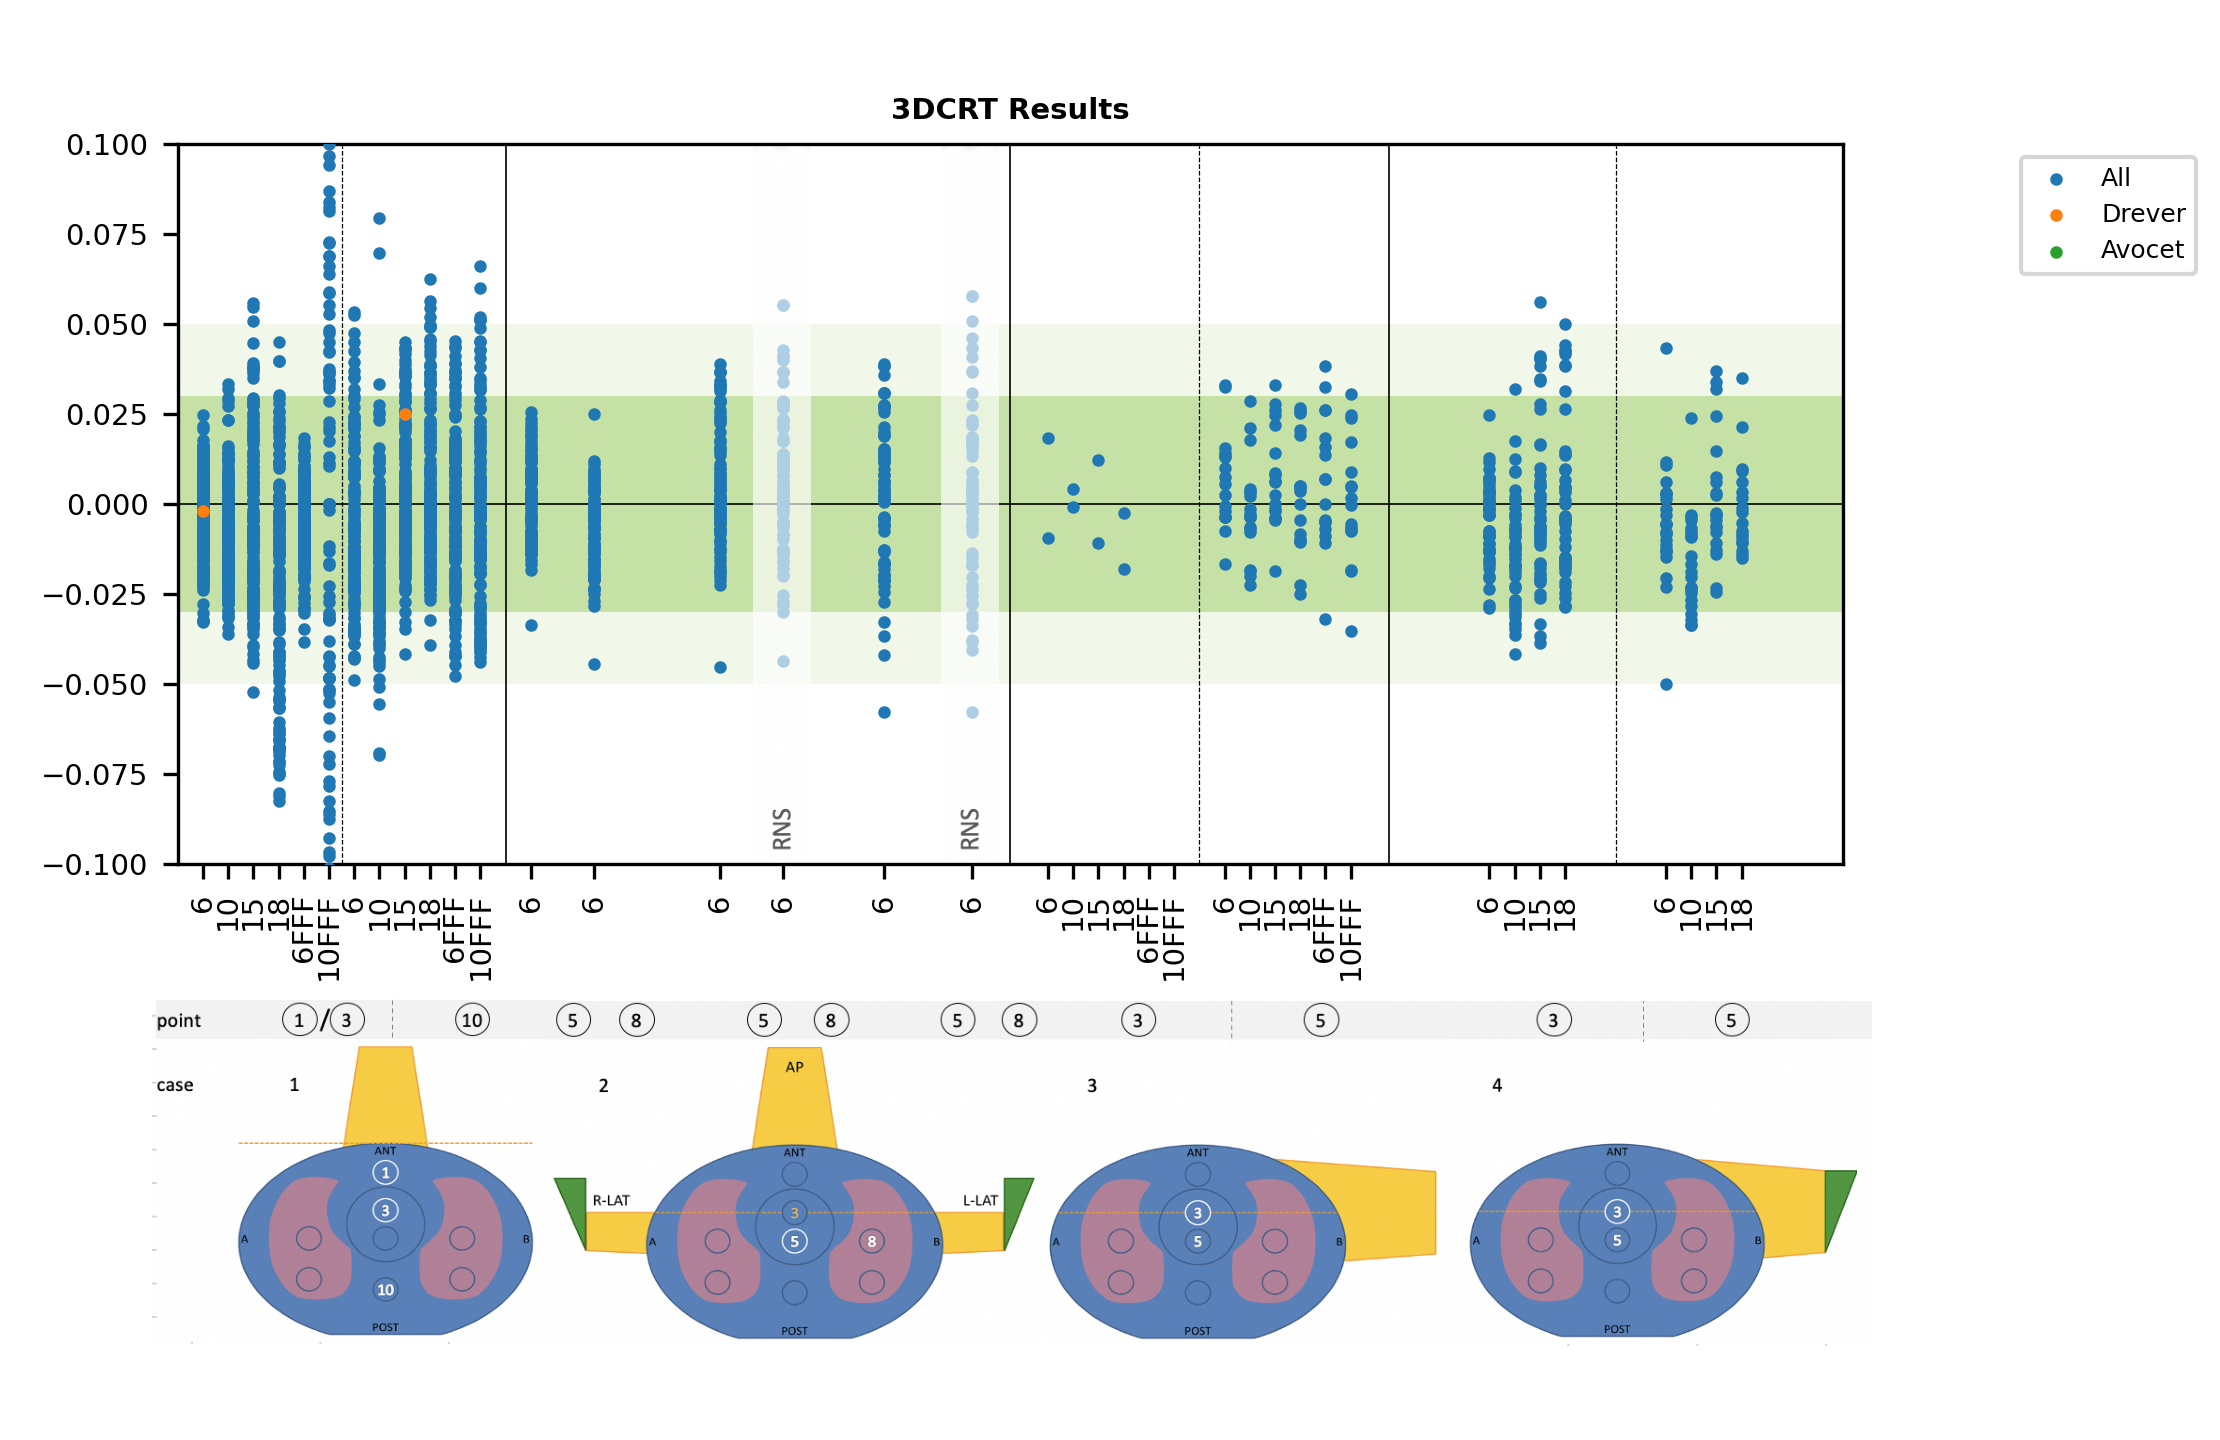 3DCRT Results
0.100
0.075
0.050
0.025
0.000
−0.025
−0.050
−0.075
−0.100
All
Drever
Avocet
RNS RNS
6 10 15 18 6FFF 10FFF 6 10 15 18 6FFF 10FFF 6 6 6 6 6 6 6 10 15 18 6FFF 10FFF 6 10 15 18 6FFF 10FFF 6 10 15 18 6 10 15 18
point 1 / 3 10 5 8 5 8 5 8 3 5 3 5
case 1 2 3 4
AP
ANT
1
3
A B
10
POST
R-LAT L-LAT
ANT
3
5 8
A B
POST
ANT
3
5
A B
POST
ANT
3
5
A B
POST